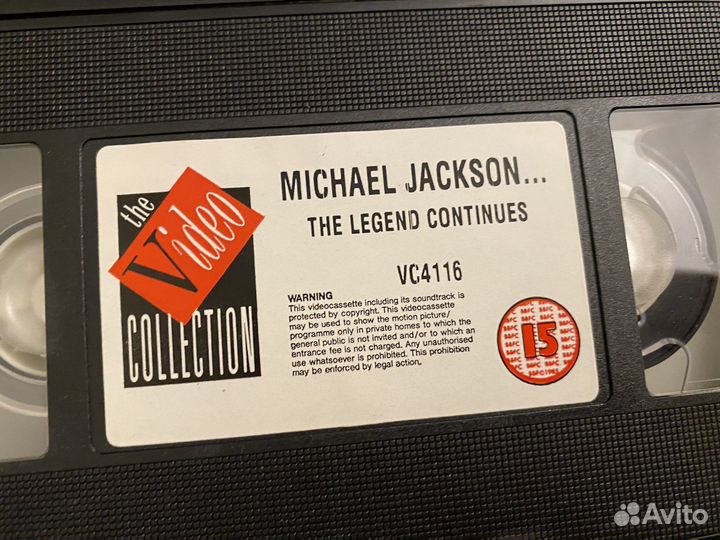 the
Video
COLLECTION
MICHAEL JACKSON...
THE LEGEND CONTINUES
VC4116
WARNING
This videocassette including its soundtrack is
protected by copyright. This videocassette
may be used to show the motion picture/
programme only in private homes to which the
general public is not invited and/or to which an
entrance fee is not charged. Any unauthorised
use whatsoever is prohibited. This prohibition
may be enforced by legal action.
15
Avito